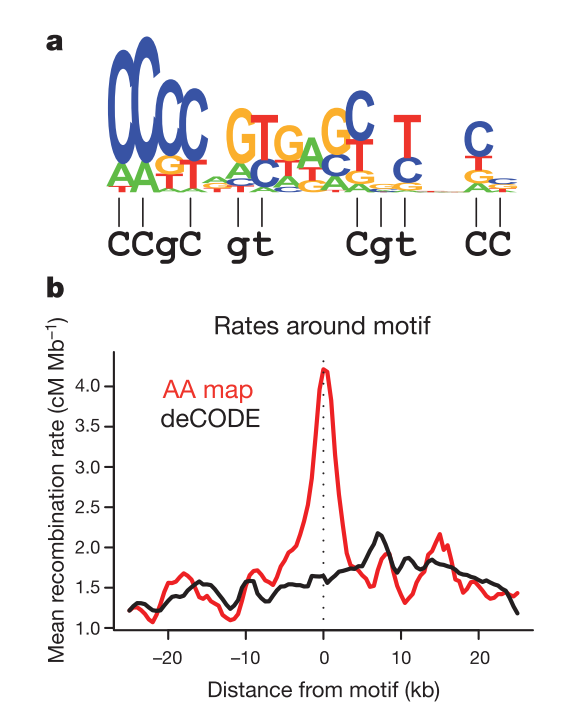 a
CCgC gt Cgt CC
b
Rates around motif
AA map
deCODE
Mean recombination rate (cM Mb⁻¹)
4.0
3.5
3.0
2.5
2.0
1.5
1.0
−20 −10 0 10 20
Distance from motif (kb)